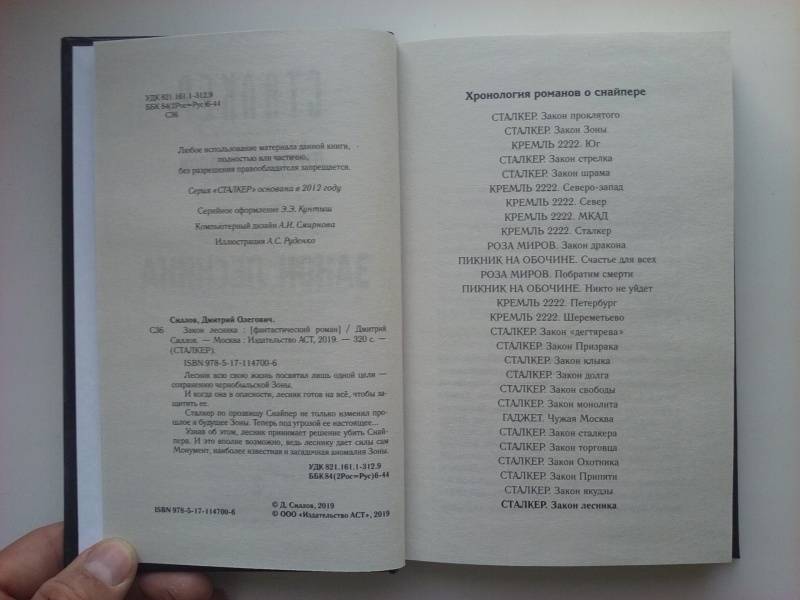 УДК 821.161.1-312.9
ББК 84(2Рос=Рус)6-44
С36
Любое использование материала данной книги,
полностью или частично,
без разрешения правообладателя запрещается.
Серия «СТАЛКЕР» основана в 2012 году
Серийное оформление Э.Э. Кунтыш
Компьютерный дизайн А.И. Смирнова
Иллюстрация А.С. Руденко
Силлов, Дмитрий Олегович.
С36 Закон лесника : [фантастический роман] / Дмитрий
Силлов. — Москва : Издательство АСТ, 2019. — 320 с. —
(СТАЛКЕР).
ISBN 978-5-17-114700-6
Лесник всю свою жизнь посвятил лишь одной цели —
сохранению чернобыльской Зоны.
И когда она в опасности, лесник готов на всё, чтобы за-
щитить ее.
Сталкер по прозвищу Снайпер не только изменил про-
шлое и будущее Зоны. Теперь под угрозой ее настоящее...
Узнав об этом, лесник принимает решение убить Снай-
пера. И это вполне возможно, ведь леснику дает силы сам
Монумент, наиболее известная и загадочная аномалия Зоны.
УДК 821.161.1-312.9
ББК 84(2Рос=Рус)6-44
ISBN 978-5-17-114700-6
© Д. Силлов, 2019
© ООО «Издательство АСТ», 2019
Хронология романов о снайпере
СТАЛКЕР. Закон проклятого
СТАЛКЕР. Закон Зоны
КРЕМЛЬ 2222. Юг
СТАЛКЕР. Закон стрелка
СТАЛКЕР. Закон шрама
КРЕМЛЬ 2222. Северо-запад
КРЕМЛЬ 2222. Север
КРЕМЛЬ 2222. МКАД
КРЕМЛЬ 2222. Сталкер
РОЗА МИРОВ. Закон дракона
ПИКНИК НА ОБОЧИНЕ. Счастье для всех
РОЗА МИРОВ. Побратим смерти
ПИКНИК НА ОБОЧИНЕ. Никто не уйдет
КРЕМЛЬ 2222. Петербург
КРЕМЛЬ 2222. Шереметьево
СТАЛКЕР. Закон «дегтярева»
СТАЛКЕР. Закон Призрака
СТАЛКЕР. Закон клыка
СТАЛКЕР. Закон долга
СТАЛКЕР. Закон свободы
СТАЛКЕР. Закон монолита
ГАДЖЕТ. Чужая Москва
СТАЛКЕР. Закон сталкера
СТАЛКЕР. Закон торговца
СТАЛКЕР. Закон Охотника
СТАЛКЕР. Закон Припяти
СТАЛКЕР. Закон якудзы
СТАЛКЕР. Закон лесника